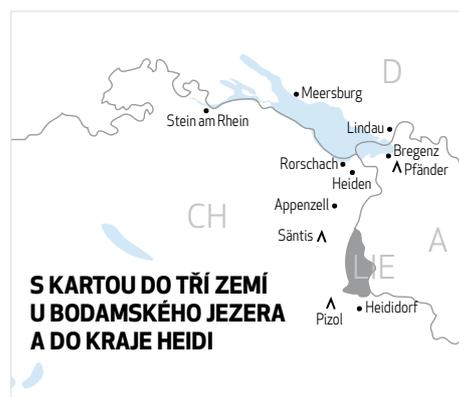 D
Meersburg
Stein am Rhein
Lindau
Bregenz
Rorschach
Pfänder
Heiden
Appenzell
CH
Säntis
A
LIE
S KARTOU DO TŘÍ ZEMÍ
U BODAMSKÉHO JEZERA
A DO KRAJE HEIDI
Heididorf
Pizol